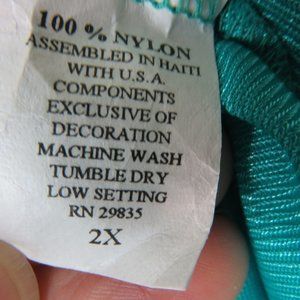 100 % NYLON
ASSEMBLED IN HAITI
WITH U.S.A.
COMPONENTS
EXCLUSIVE OF
DECORATION
MACHINE WASH
TUMBLE DRY
LOW SETTING
RN 29835
2X